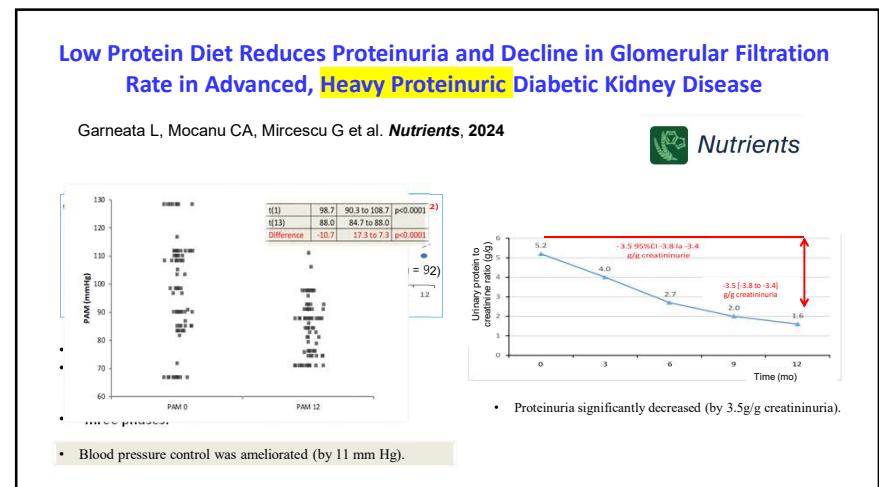 Low Protein Diet Reduces Proteinuria and Decline in Glomerular Filtration
Rate in Advanced, Heavy Proteinuric Diabetic Kidney Disease
Garneata L, Mocanu CA, Mircescu G et al. Nutrients, 2024
Nutrients
130
120
110
100
90
80
70
60
PAM (mmHg)
PAM 0
PAM 12
t(1) 98.7 90.3 to 108.7 p<0.0001
t(13) 88.0 84.7 to 88.0
Difference -10.7 17.3 to 7.3 p<0.0001
2)
= 92)
12
•
•
•
phases.
• Blood pressure control was ameliorated (by 11 mm Hg).
Urinary protein to
creatinine ratio (g/g)
6
5
4
3
2
1
0
5.2
4.0
2.7
2.0
1.6
- 3.5 95%CI -3.8 la -3.4
g/g creatininurie
-3.5 [-3.8 to -3.4]
g/g creatininuria
0 3 6 9 12
Time (mo)
• Proteinuria significantly decreased (by 3.5g/g creatininuria).